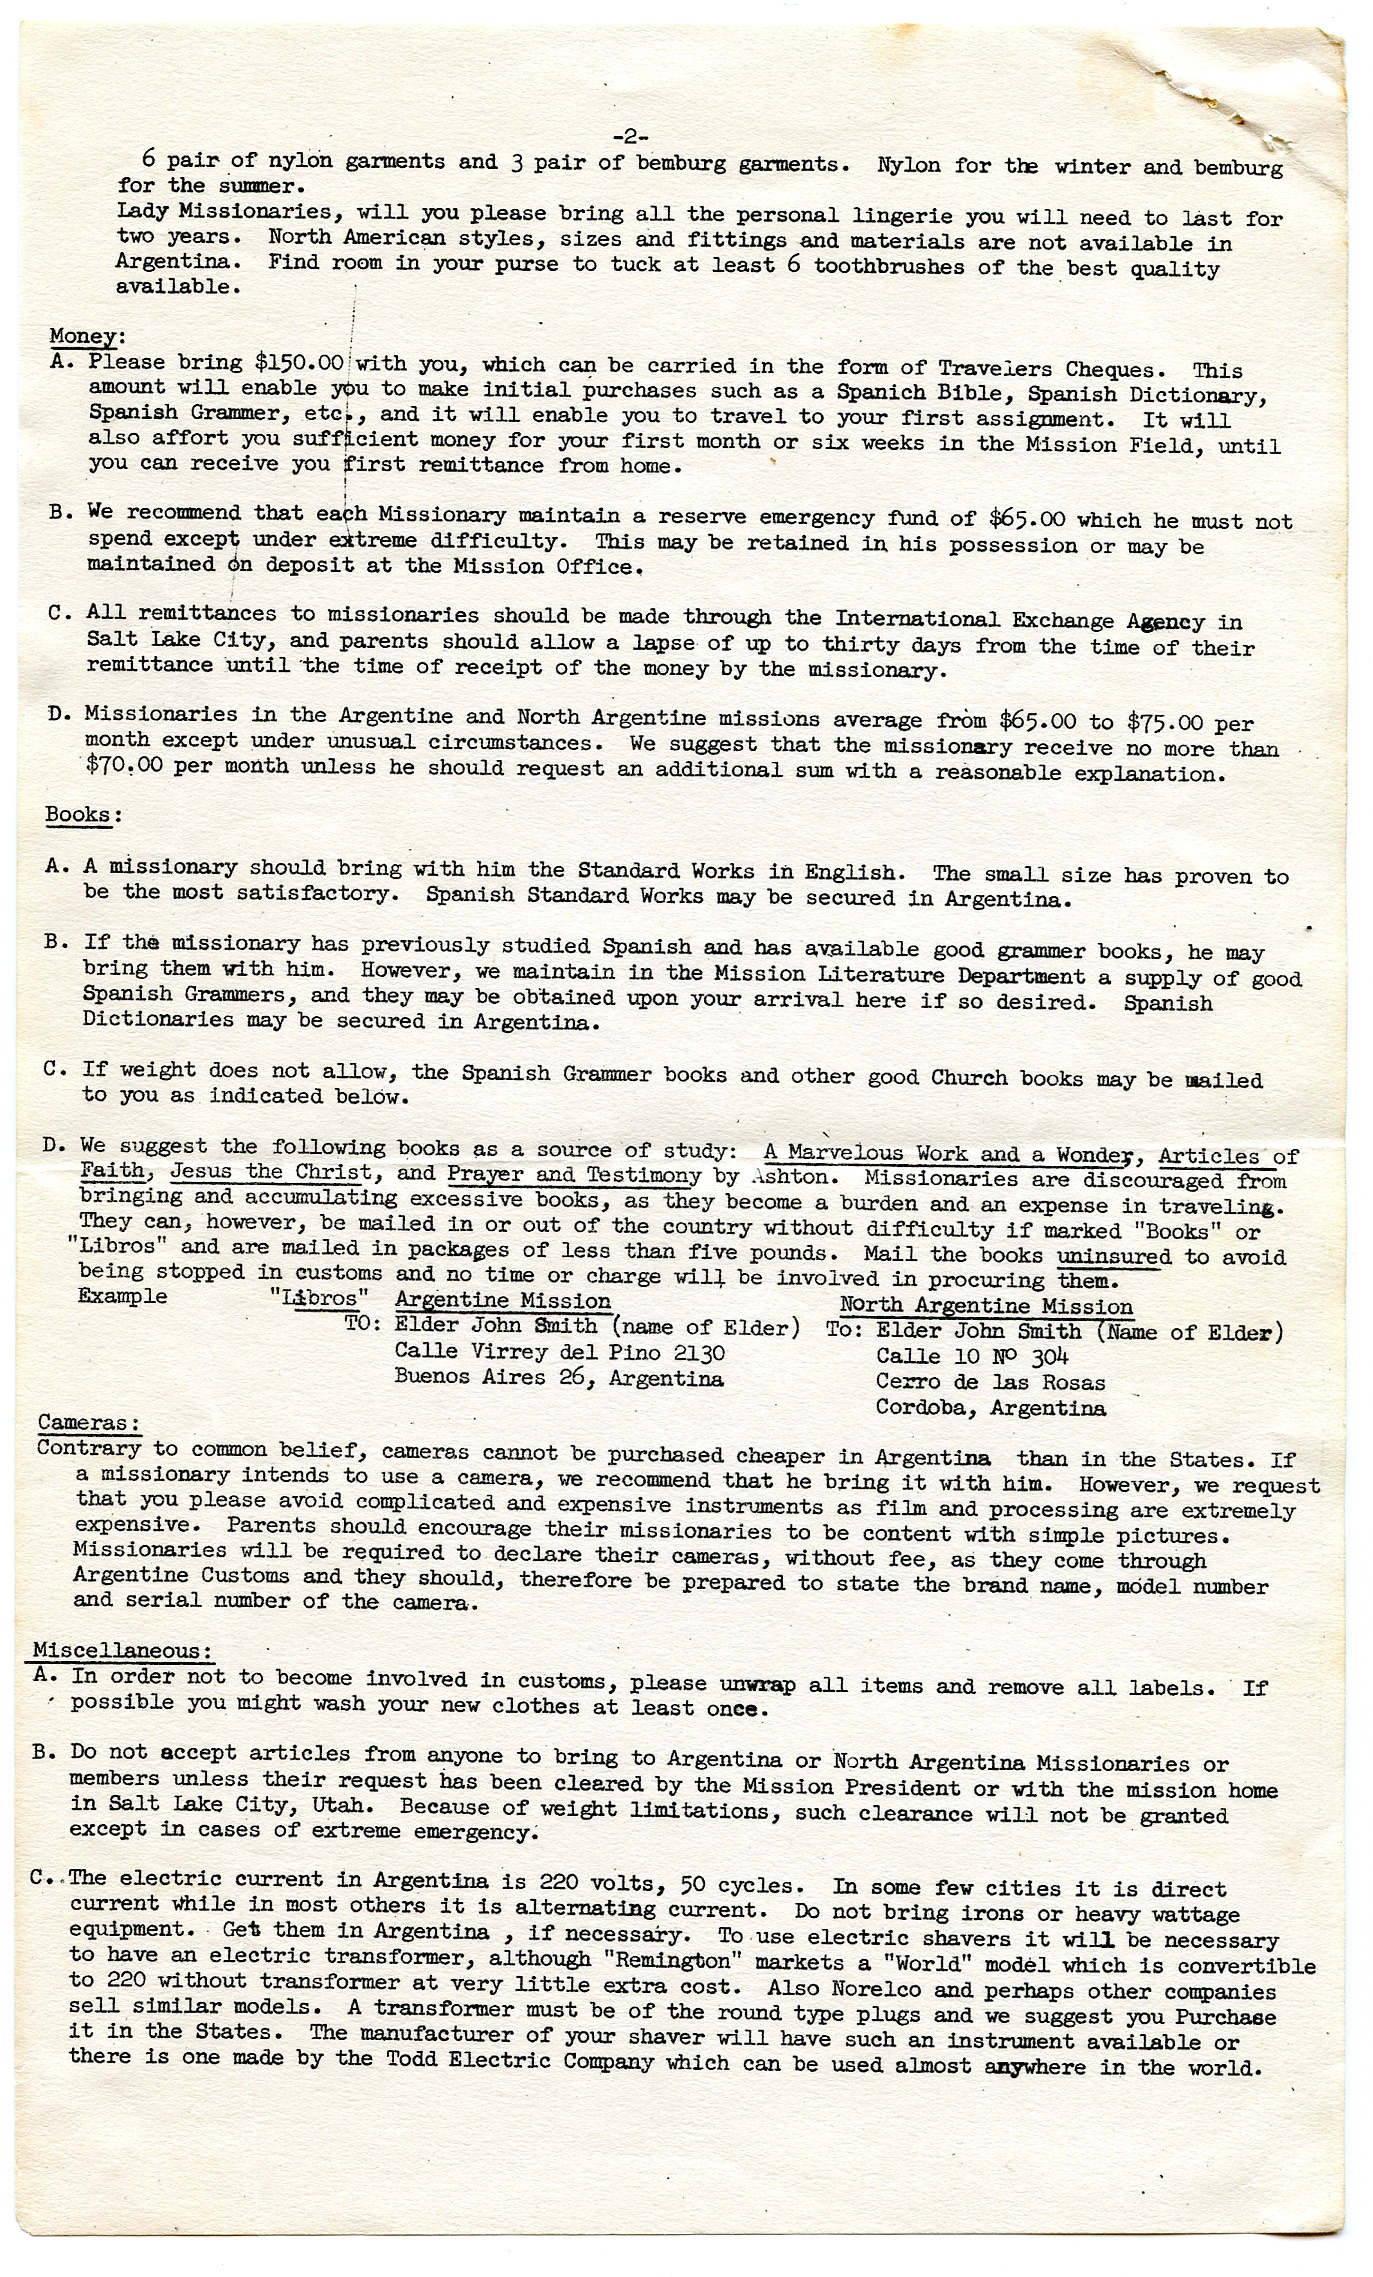 -2-
6 pair of nylon garments and 3 pair of bemburg garments. Nylon for the winter and bemburg
for the summer.
Lady Missionaries, will you please bring all the personal lingerie you will need to last for
two years. North American styles, sizes and fittings and materials are not available in
Argentina. Find room in your purse to tuck at least 6 toothbrushes of the best quality
available.
Money:
A. Please bring $150.00 with you, which can be carried in the form of Travelers Cheques. This
amount will enable you to make initial purchases such as a Spanich Bible, Spanish Dictionary,
Spanish Grammer, etc., and it will enable you to travel to your first assignment. It will
also affort you sufficient money for your first month or six weeks in the Mission Field, until
you can receive you first remittance from home.
B. We recommend that each Missionary maintain a reserve emergency fund of $65.00 which he must not
spend except under extreme difficulty. This may be retained in his possession or may be
maintained on deposit at the Mission Office.
C. All remittances to missionaries should be made through the International Exchange Agency in
Salt Lake City, and parents should allow a lapse of up to thirty days from the time of their
remittance until the time of receipt of the money by the missionary.
D. Missionaries in the Argentine and North Argentine missions average from $65.00 to $75.00 per
month except under unusual circumstances. We suggest that the missionary receive no more than
$70.00 per month unless he should request an additional sum with a reasonable explanation.
Books:
A. A missionary should bring with him the Standard Works in English. The small size has proven to
be the most satisfactory. Spanish Standard Works may be secured in Argentina.
B. If the missionary has previously studied Spanish and has available good grammer books, he may
bring them with him. However, we maintain in the Mission Literature Department a supply of good
Spanish Grammers, and they may be obtained upon your arrival here if so desired. Spanish
Dictionaries may be secured in Argentina.
C. If weight does not allow, the Spanish Grammer books and other good Church books may be mailed
to you as indicated below.
D. We suggest the following books as a source of study: A Marvelous Work and a Wonder, Articles of
Faith, Jesus the Christ, and Prayer and Testimony by Ashton. Missionaries are discouraged from
bringing and accumulating excessive books, as they become a burden and an expense in traveling.
They can, however, be mailed in or out of the country without difficulty if marked "Books" or
"Libros" and are mailed in packages of less than five pounds. Mail the books uninsured to avoid
being stopped in customs and no time or charge will be involved in procuring them.
Example "Libros" Argentine Mission North Argentine Mission
TO: Elder John Smith (name of Elder) To: Elder John Smith (Name of Elder)
Calle Virrey del Pino 2130 Calle 10 Nº 304
Buenos Aires 26, Argentina Cerro de las Rosas
Cordoba, Argentina
Cameras:
Contrary to common belief, cameras cannot be purchased cheaper in Argentina than in the States. If
a missionary intends to use a camera, we recommend that he bring it with him. However, we request
that you please avoid complicated and expensive instruments as film and processing are extremely
expensive. Parents should encourage their missionaries to be content with simple pictures.
Missionaries will be required to declare their cameras, without fee, as they come through
Argentine Customs and they should, therefore be prepared to state the brand name, model number
and serial number of the camera.
Miscellaneous:
A. In order not to become involved in customs, please unwrap all items and remove all labels. If
possible you might wash your new clothes at least once.
B. Do not accept articles from anyone to bring to Argentina or North Argentina Missionaries or
members unless their request has been cleared by the Mission President or with the mission home
in Salt Lake City, Utah. Because of weight limitations, such clearance will not be granted
except in cases of extreme emergency.
C. The electric current in Argentina is 220 volts, 50 cycles. In some few cities it is direct
current while in most others it is alternating current. Do not bring irons or heavy wattage
equipment. Get them in Argentina , if necessary. To use electric shavers it will be necessary
to have an electric transformer, although "Remington" markets a "World" model which is convertible
to 220 without transformer at very little extra cost. Also Norelco and perhaps other companies
sell similar models. A transformer must be of the round type plugs and we suggest you Purchase
it in the States. The manufacturer of your shaver will have such an instrument available or
there is one made by the Todd Electric Company which can be used almost anywhere in the world.